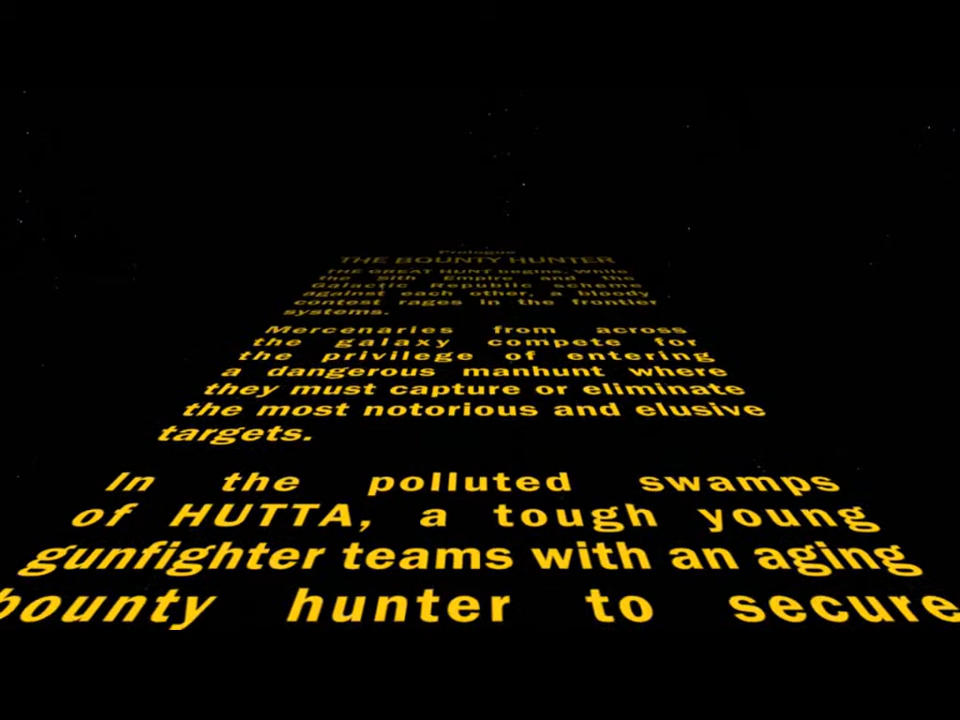 Prologue
THE BOUNTY HUNTER
THE GREAT HUNT begins. While
the Sith Empire and the
Galactic Republic scheme
against each other, a bloody
contest rages in the frontier
systems.
Mercenaries from across
the galaxy compete for
the privilege of entering
a dangerous manhunt where
they must capture or eliminate
the most notorious and elusive
targets.
In the polluted swamps
of HUTTA, a tough young
gunfighter teams with an aging
bounty hunter to secure